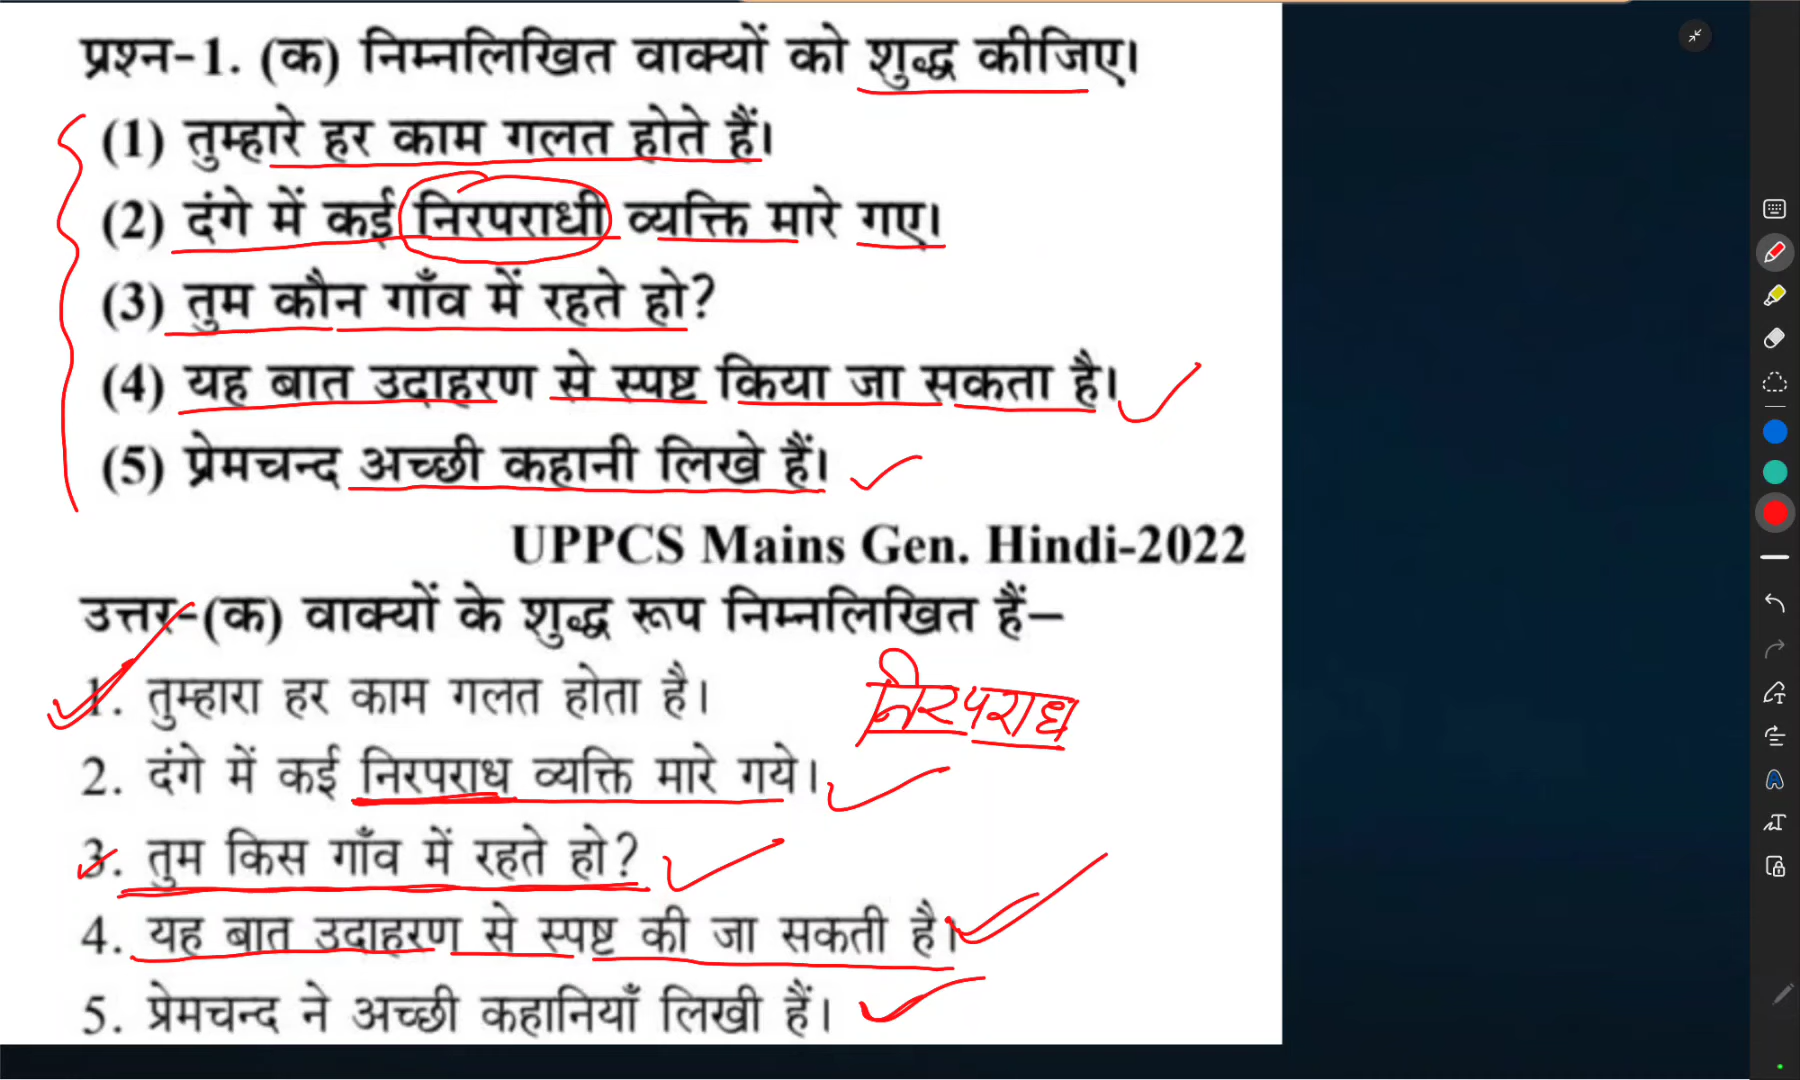 प्रश्न-1. (क) निम्नलिखित वाक्यों को शुद्ध कीजिए।
(1) तुम्हारे हर काम गलत होते हैं।
(2) दंगे में कई निरपराधी व्यक्ति मारे गए।
(3) तुम कौन गाँव में रहते हो?
(4) यह बात उदाहरण से स्पष्ट किया जा सकता है।
(5) प्रेमचन्द अच्छी कहानी लिखे हैं।
UPPCS Mains Gen. Hindi-2022
उत्तर-(क) वाक्यों के शुद्ध रूप निम्नलिखित हैं–
1. तुम्हारा हर काम गलत होता है।
निरपराध
2. दंगे में कई निरपराध व्यक्ति मारे गये।
3. तुम किस गाँव में रहते हो?
4. यह बात उदाहरण से स्पष्ट की जा सकती है।
5. प्रेमचन्द ने अच्छी कहानियाँ लिखी हैं।